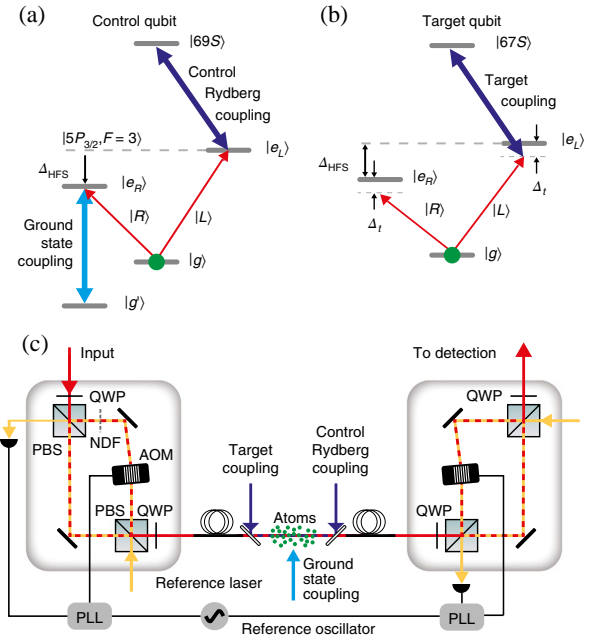 (a)
Control qubit
|69S⟩
Control
Rydberg
coupling
|5P3/2, F = 3⟩
|eL⟩
ΔHFS
|eR⟩
|R⟩
|L⟩
Ground
state
coupling
|g⟩
|g'⟩
(b)
Target qubit
|67S⟩
Target
coupling
|eL⟩
ΔHFS
|eR⟩
Δt
|R⟩
|L⟩
Δt
|g⟩
(c)
Input
To detection
QWP
QWP
PBS
NDF
AOM
Target
coupling
Control
Rydberg
coupling
PBS
QWP
Atoms
QWP
Reference laser
Ground
state
coupling
PLL
Reference oscillator
PLL